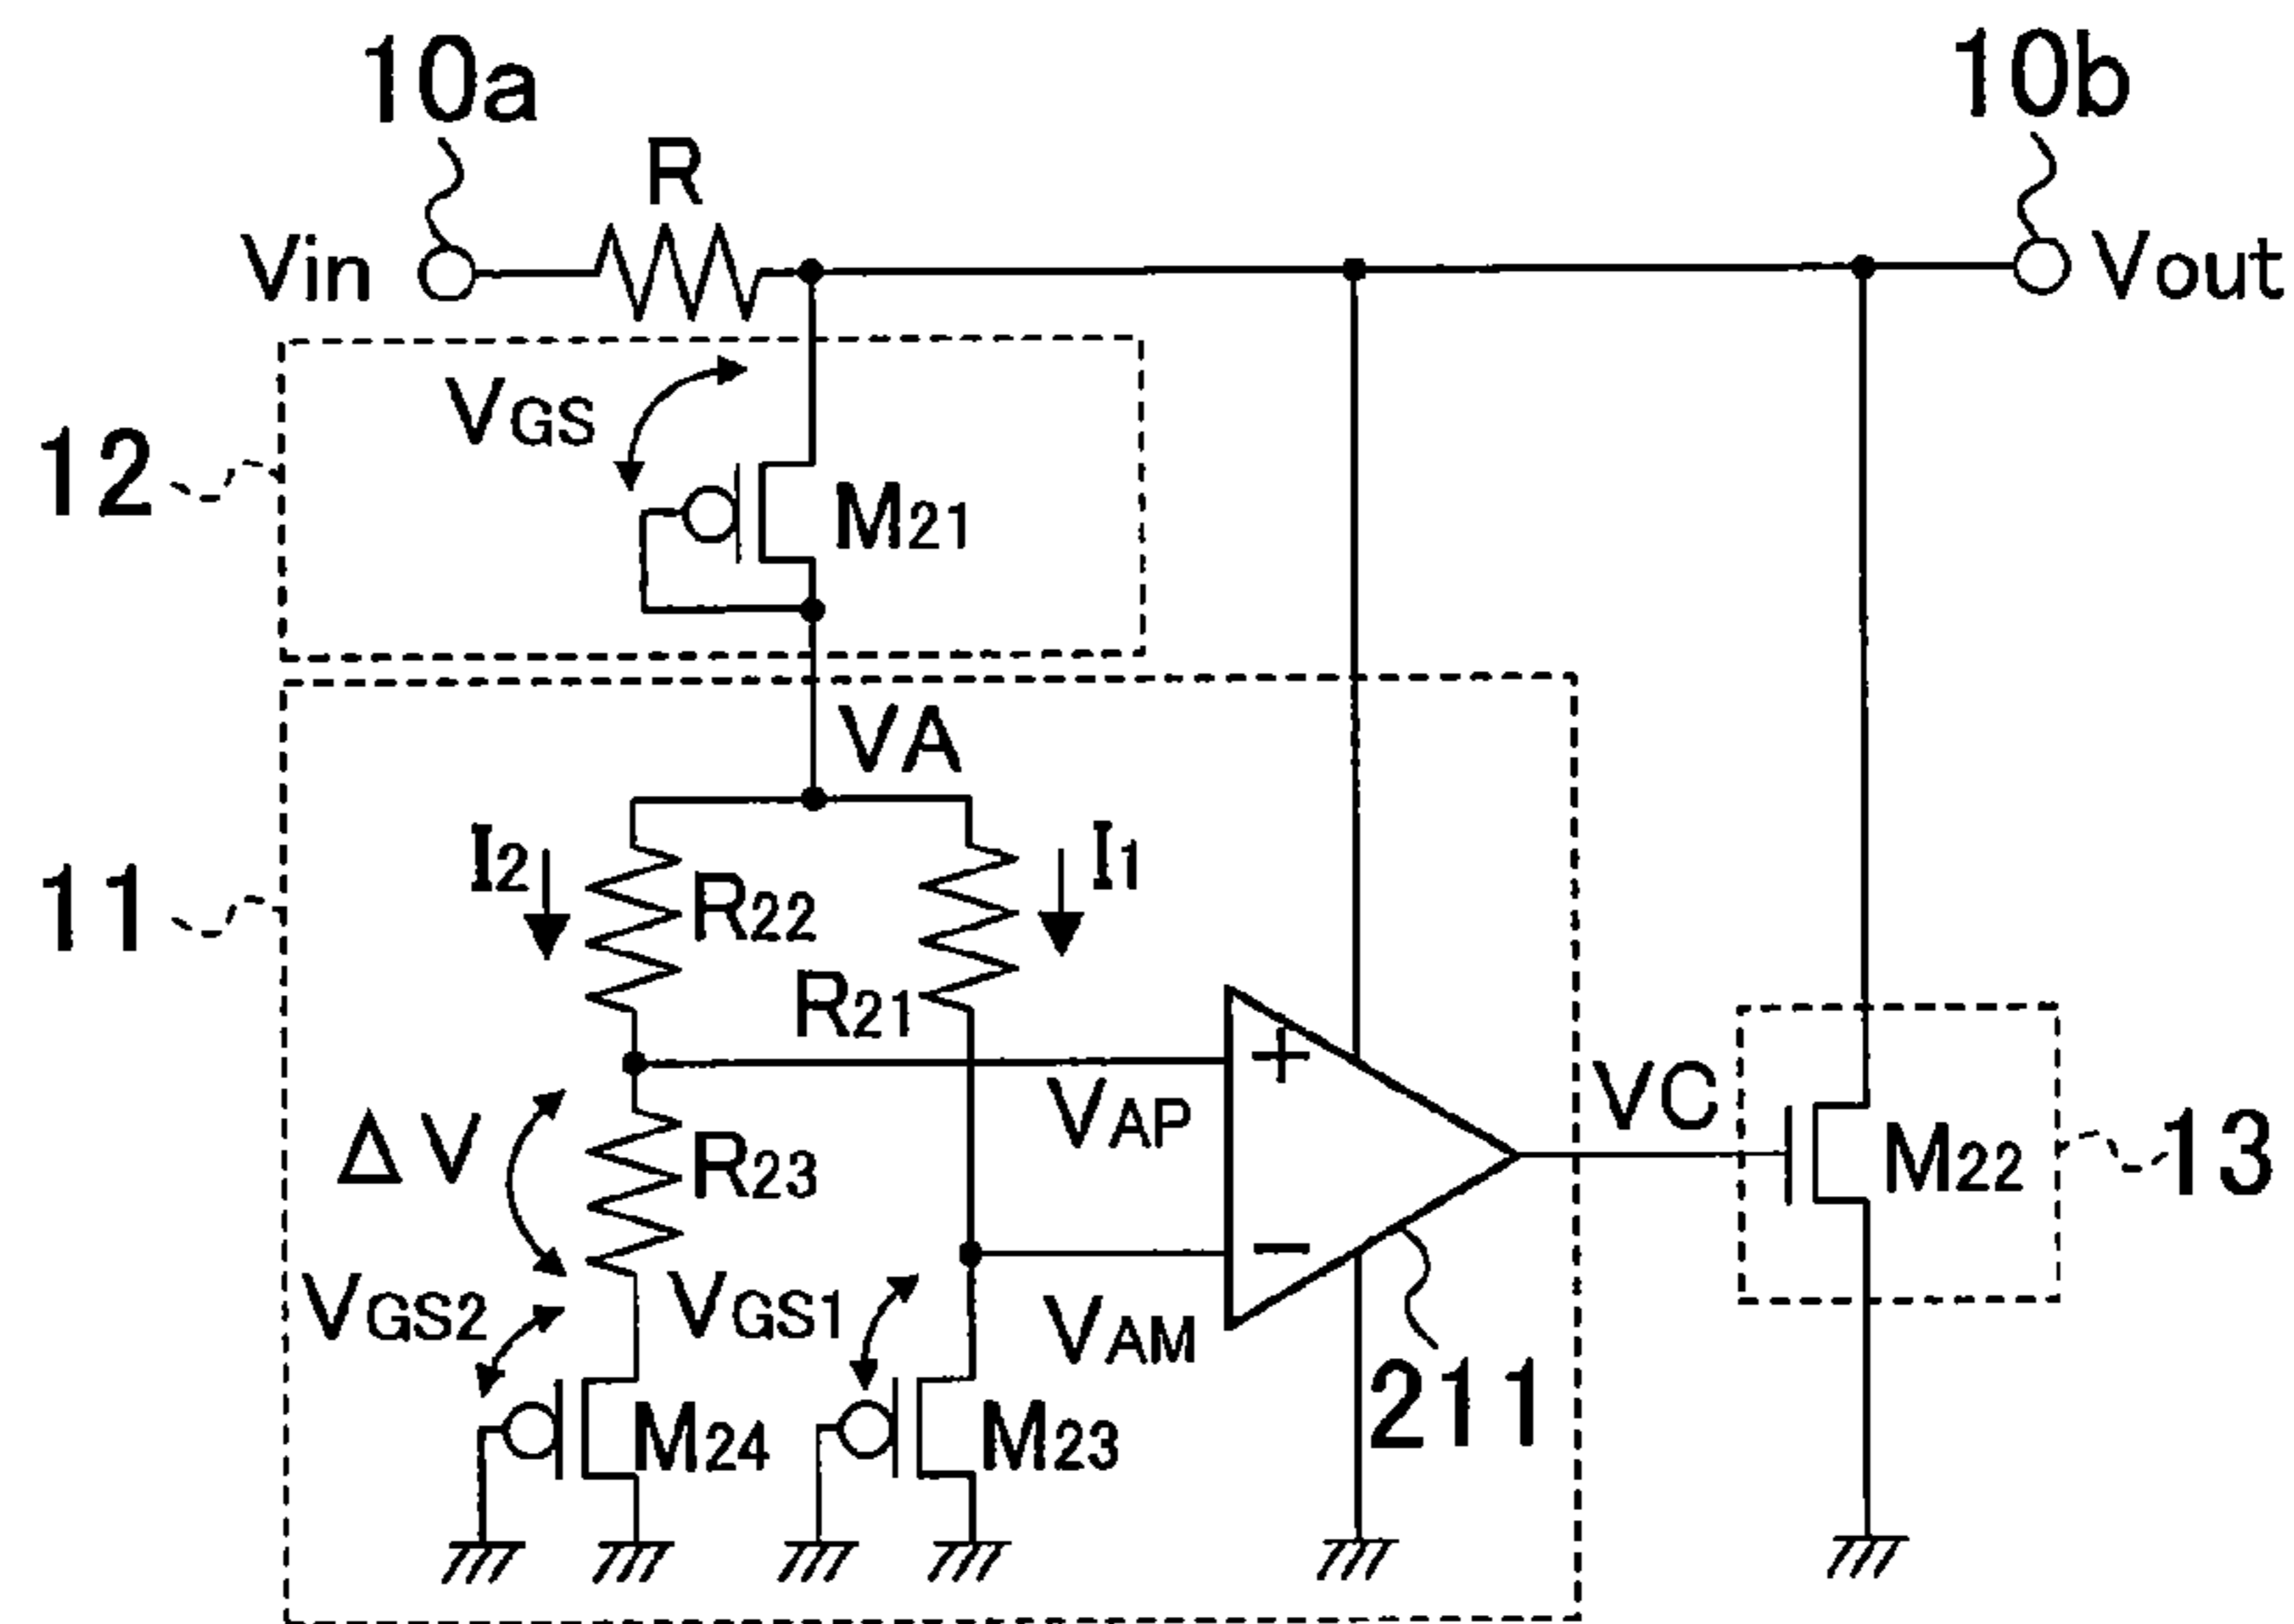 10a
10b
R
Vin
Vout
VGS
12
M21
VA
I2
I1
11
R22
R21
+
VAP
VC
ΔV
R23
M22
13
VGS2
VGS1
−
VAM
211
M24
M23